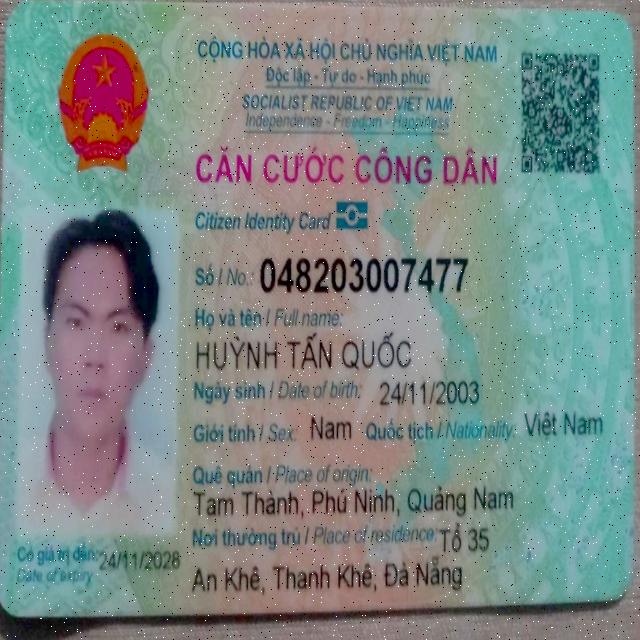 CỘNG HÒA XÃ HỘI CHỦ NGHĨA VIỆT NAM
Độc lập - Tự do - Hạnh phúc
SOCIALIST REPUBLIC OF VIET NAM
Independence - Freedom - Happiness
CĂN CƯỚC CÔNG DÂN
Citizen Identity Card
Số / No.: 048203007477
Họ và tên / Full name:
HUỲNH TẤN QUỐC
Ngày sinh / Date of birth: 24/11/2003
Giới tính / Sex: Nam Quốc tịch / Nationality: Việt Nam
Quê quán / Place of origin:
Tam Thành, Phú Ninh, Quảng Nam
Nơi thường trú / Place of residence: Tổ 35
An Khê, Thanh Khê, Đà Nẵng
Có giá trị đến: 24/11/2028
Date of expiry